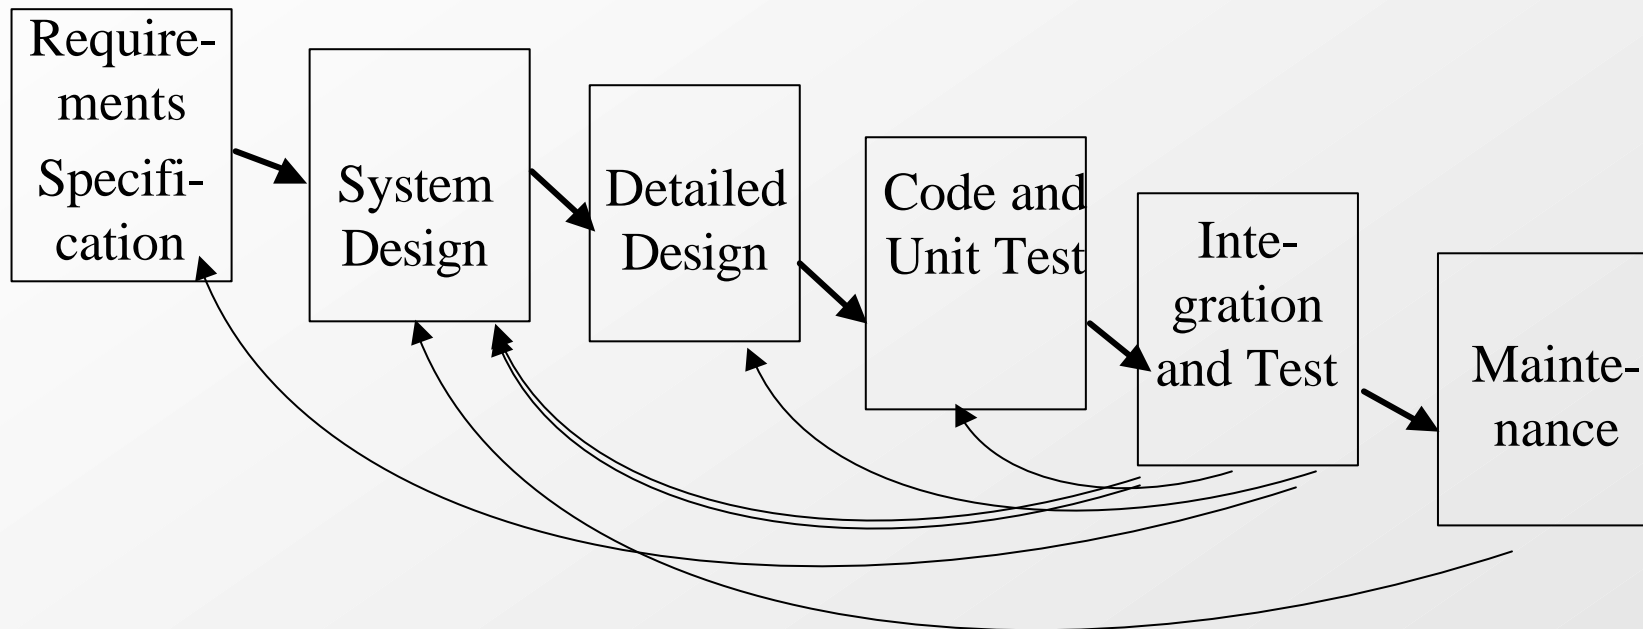 Require-
ments
Specifi-
cation
System
Design
Detailed
Design
Code and
Unit Test
Inte-
gration
and Test
Mainte-
nance